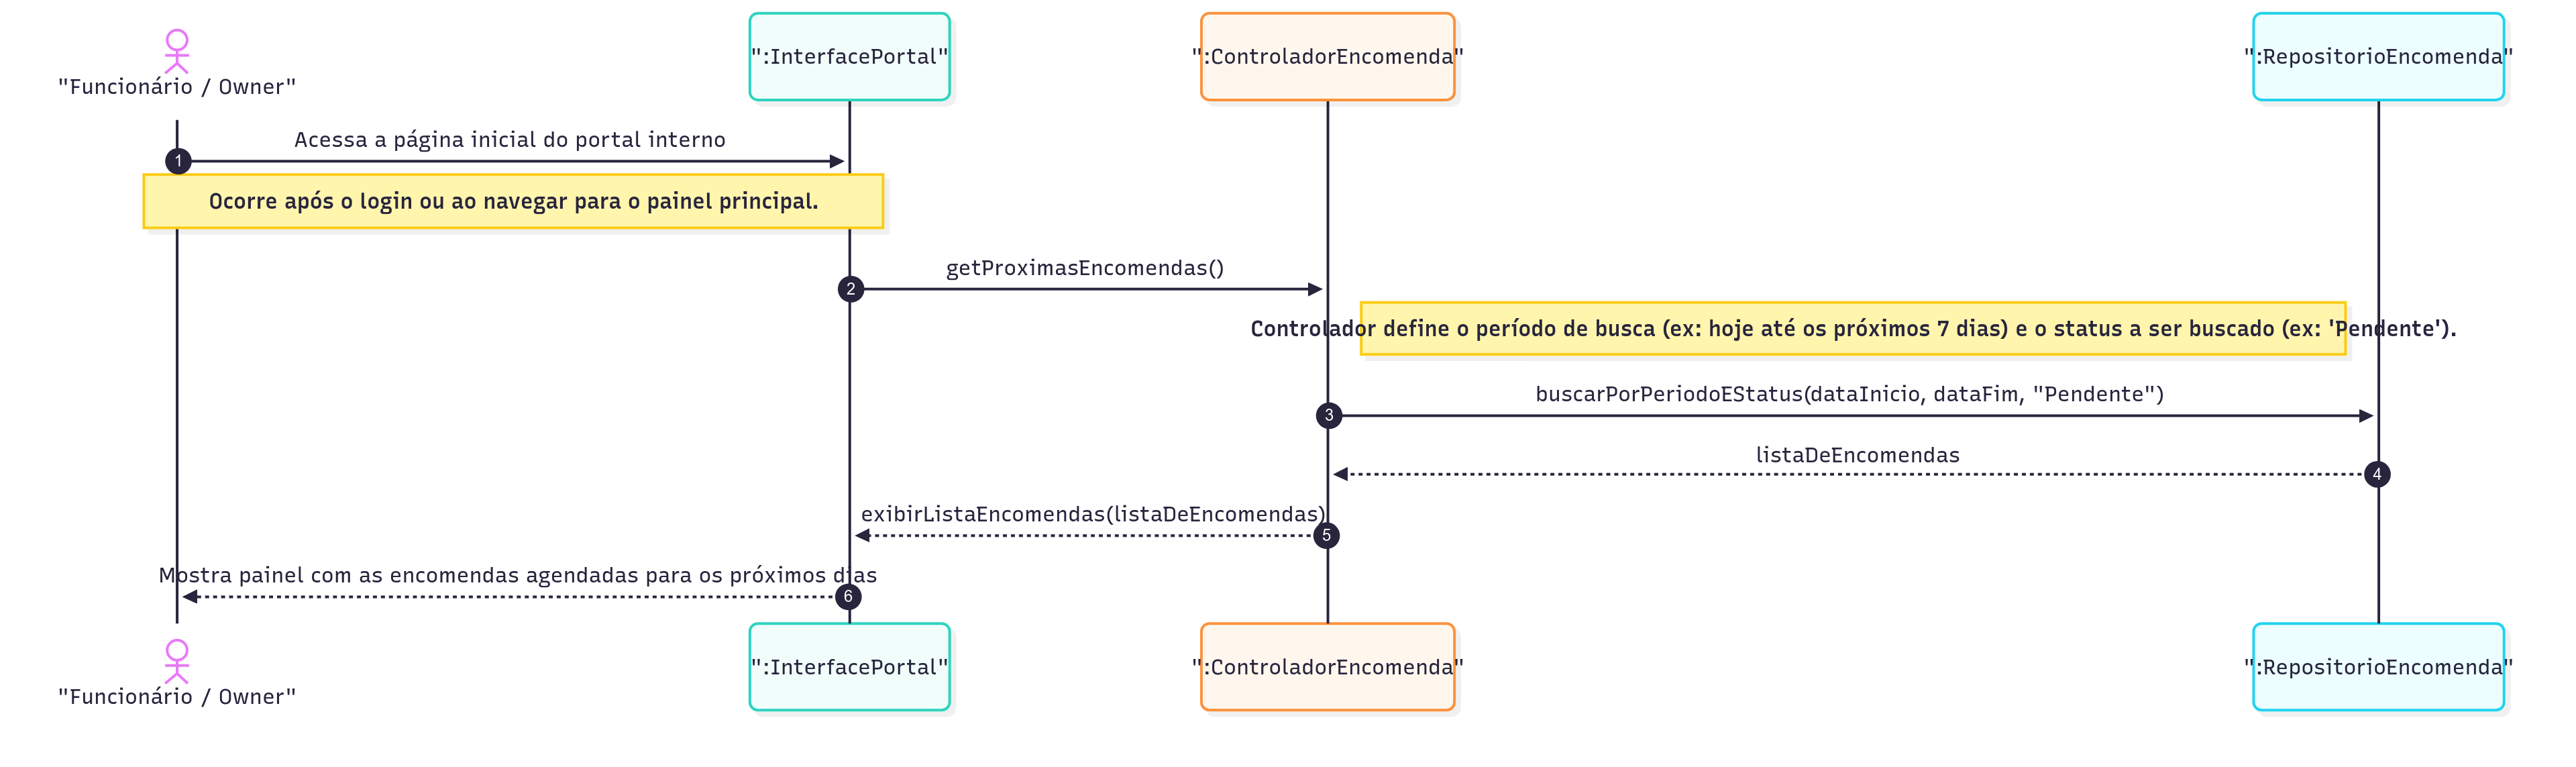 "Funcionário / Owner"
":InterfacePortal"
":ControladorEncomenda"
":RepositorioEncomenda"
Acessa a página inicial do portal interno
1
Ocorre após o login ou ao navegar para o painel principal.
getProximasEncomendas()
2
Controlador define o período de busca (ex: hoje até os próximos 7 dias) e o status a ser buscado (ex: 'Pendente').
buscarPorPeriodoEStatus(dataInicio, dataFim, "Pendente")
3
listaDeEncomendas
4
exibirListaEncomendas(listaDeEncomendas)
5
Mostra painel com as encomendas agendadas para os próximos dias
6
"Funcionário / Owner"
":InterfacePortal"
":ControladorEncomenda"
":RepositorioEncomenda"